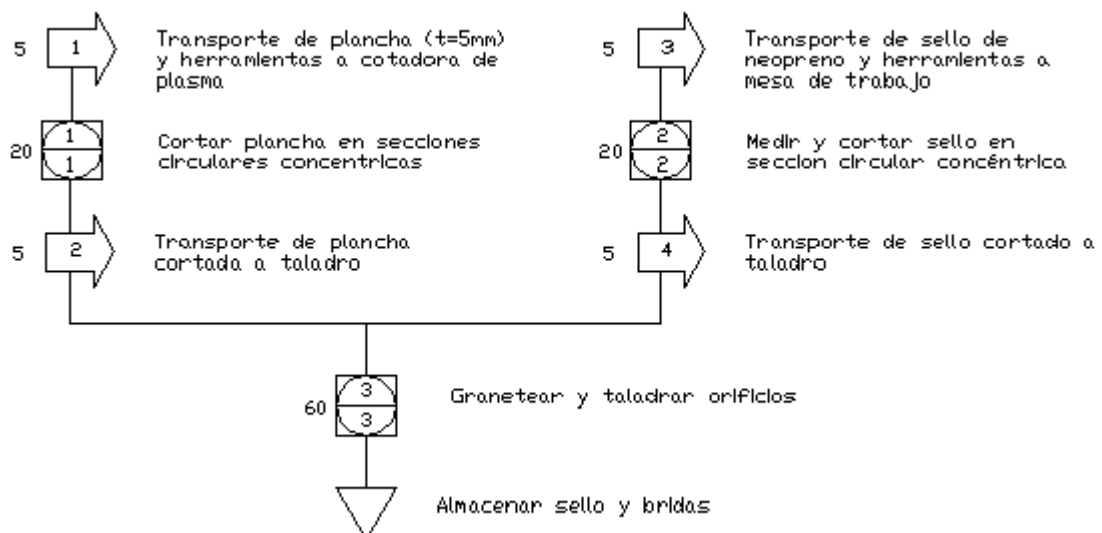 5
1
Transporte de plancha (t=5mm)
y herramientas a cotadora de
plasma
20
1
1
Cortar plancha en secciones
circulares concentricas
5
2
Transporte de plancha
cortada a taladro
5
3
Transporte de sello de
neopreno y herramientas a
mesa de trabajo
20
2
2
Medir y cortar sello en
seccion circular concéntrica
5
4
Transporte de sello cortado a
taladro
60
3
3
Granetear y taladrar orificios
Almacenar sello y bridas